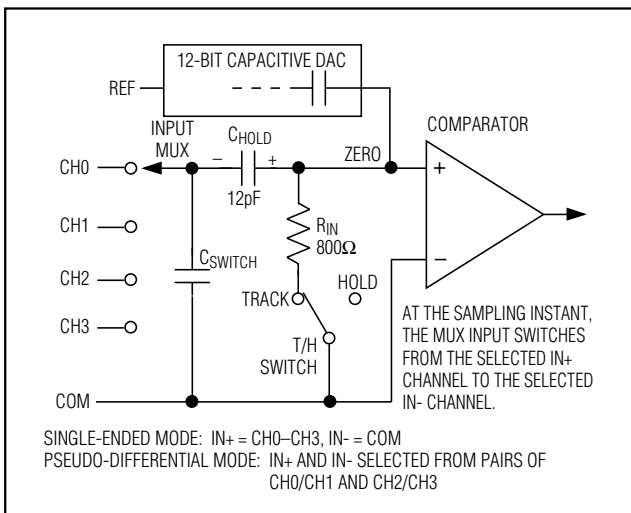 12-BIT CAPACITIVE DAC
REF
INPUT
MUX
CHOLD
COMPARATOR
ZERO
CH0
− +
+
12pF
RIN
800Ω
CH1
CSWITCH
−
HOLD
CH2
TRACK
CH3
T/H
SWITCH
AT THE SAMPLING INSTANT,
THE MUX INPUT SWITCHES
FROM THE SELECTED IN+
CHANNEL TO THE SELECTED
IN- CHANNEL.
COM
SINGLE-ENDED MODE: IN+ = CH0–CH3, IN- = COM
PSEUDO-DIFFERENTIAL MODE: IN+ AND IN- SELECTED FROM PAIRS OF
CH0/CH1 AND CH2/CH3